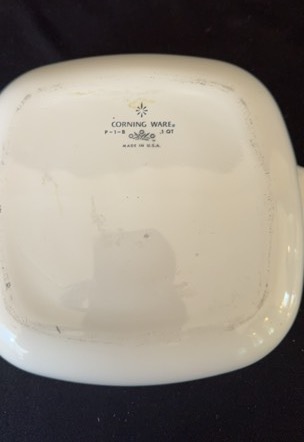 CORNING WARE®
P-1-B 1 QT
MADE IN U.S.A.